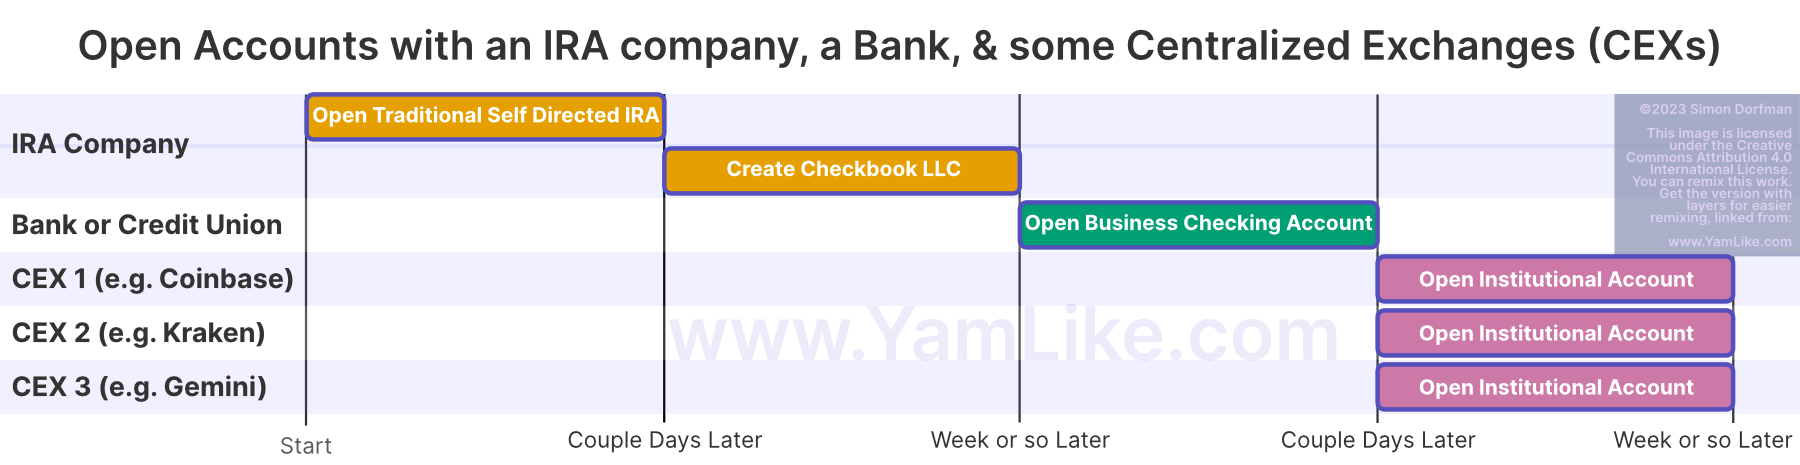 Open Accounts with an IRA company, a Bank, & some Centralized Exchanges (CEXs)
IRA Company
Open Traditional Self Directed IRA
Create Checkbook LLC
©2023 Simon Dorfman
This image is licensed
under the Creative
Commons Attribution 4.0
International License.
You can remix this work.
Get the version with
layers for easier
remixing, linked from:
www.YamLike.com
Bank or Credit Union
Open Business Checking Account
CEX 1 (e.g. Coinbase)
Open Institutional Account
CEX 2 (e.g. Kraken)
www.YamLike.com
Open Institutional Account
CEX 3 (e.g. Gemini)
Open Institutional Account
Start
Couple Days Later
Week or so Later
Couple Days Later
Week or so Later